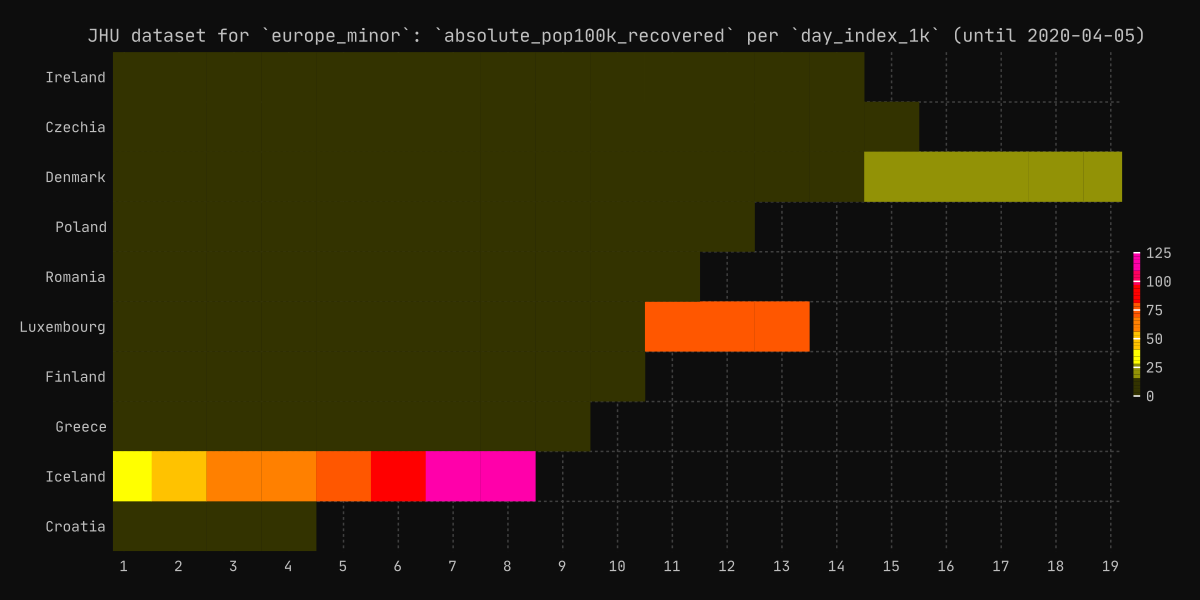 JHU dataset for `europe_minor`: `absolute_pop100k_recovered` per `day_index_1k` (until 2020-04-05)
Ireland
Czechia
Denmark
Poland
Romania
Luxembourg
Finland
Greece
Iceland
Croatia
125
100
75
50
25
0
1 2 3 4 5 6 7 8 9 10 11 12 13 14 15 16 17 18 19